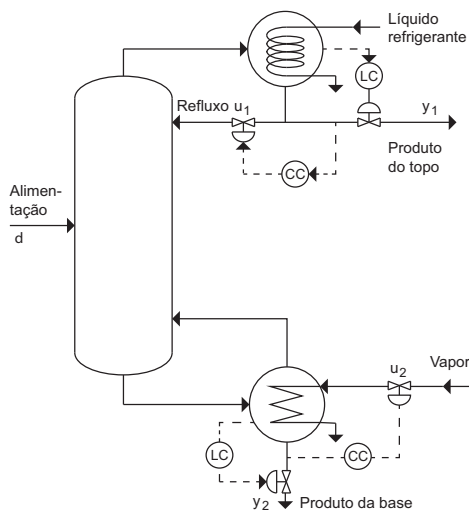 Líquido
refrigerante
LC
Refluxo u1
y1
Produto
do topo
CC
Alimen-
tação
d
u2
Vapor
LC
CC
y2
Produto da base